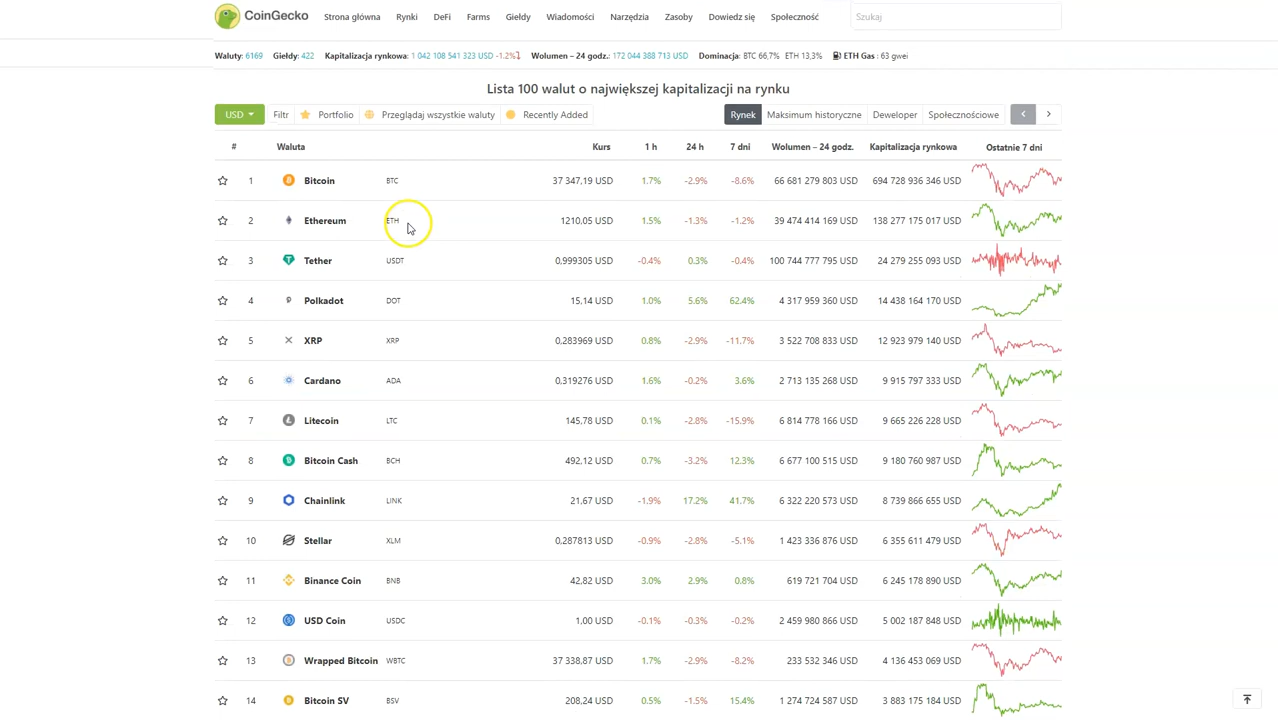 CoinGecko Strona główna Rynki DeFi Farms Giełdy Wiadomości Narzędzia Zasoby Dowiedz się Społeczność Szukaj
Waluty: 6169 Giełdy: 422 Kapitalizacja rynkowa: 1 042 108 541 323 USD -1.2% Wolumen – 24 godz.: 172 044 388 713 USD Dominacja: BTC 66,7% ETH 13,3% ETH Gas : 63 gwei
Lista 100 walut o największej kapitalizacji na rynku
USD Filtr Portfolio Przeglądaj wszystkie waluty Recently Added Rynek Maksimum historyczne Deweloper Społecznościowe
# Waluta Kurs 1 h 24 h 7 dni Wolumen – 24 godz. Kapitalizacja rynkowa Ostatnie 7 dni
1 Bitcoin BTC 37 347,19 USD 1.7% -2.9% -8.6% 66 681 279 803 USD 694 728 936 346 USD
2 Ethereum ETH 1210,05 USD 1.5% -1.3% -1.2% 39 474 414 169 USD 138 277 175 017 USD
3 Tether USDT 0,999305 USD -0.4% 0.3% -0.4% 100 744 777 795 USD 24 279 255 093 USD
4 Polkadot DOT 15,14 USD 1.0% 5.6% 62.4% 4 317 959 360 USD 14 438 164 170 USD
5 XRP XRP 0,283969 USD 0.8% -2.9% -11.7% 3 522 708 833 USD 12 923 979 140 USD
6 Cardano ADA 0,319276 USD 1.6% -0.2% 3.6% 2 713 135 268 USD 9 915 797 333 USD
7 Litecoin LTC 145,78 USD 0.1% -2.8% -15.9% 6 814 778 166 USD 9 665 226 228 USD
8 Bitcoin Cash BCH 492,12 USD 0.7% -3.2% 12.3% 6 677 100 515 USD 9 180 760 987 USD
9 Chainlink LINK 21.67 USD -1.9% 17.2% 41.7% 6 322 220 573 USD 8 739 866 655 USD
10 Stellar XLM 0,287813 USD -0.9% -2.8% -5.1% 1 423 336 876 USD 6 355 611 479 USD
11 Binance Coin BNB 42,82 USD 3.0% 2.9% 0.8% 619 721 704 USD 6 245 178 890 USD
12 USD Coin USDC 1.00 USD -0.1% -0.3% -0.2% 2 459 980 866 USD 5 002 187 848 USD
13 Wrapped Bitcoin WBTC 37 338,87 USD 1.7% -2.9% -8.2% 233 532 346 USD 4 136 453 069 USD
14 Bitcoin SV BSV 208,24 USD 0.5% -1.5% 15.4% 1 274 724 587 USD 3 883 175 184 USD